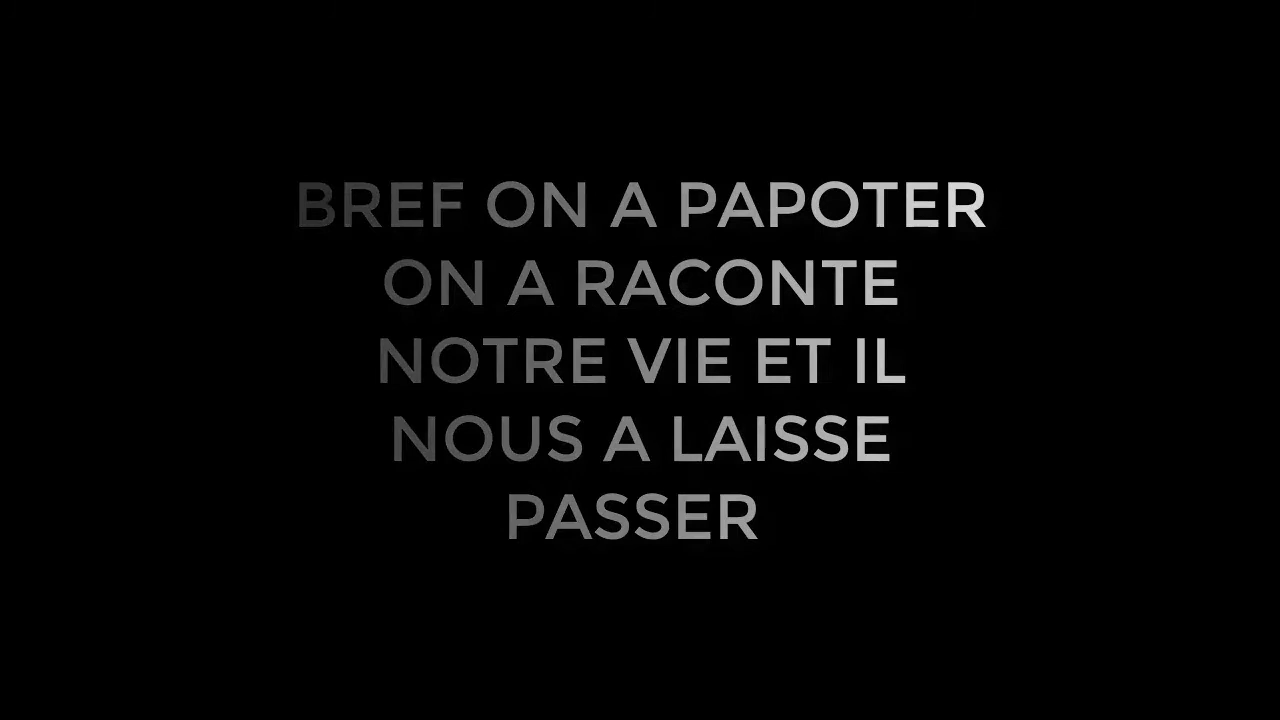 BREF ON A PAPOTER
ON A RACONTE
NOTRE VIE ET IL
NOUS A LAISSE
PASSER